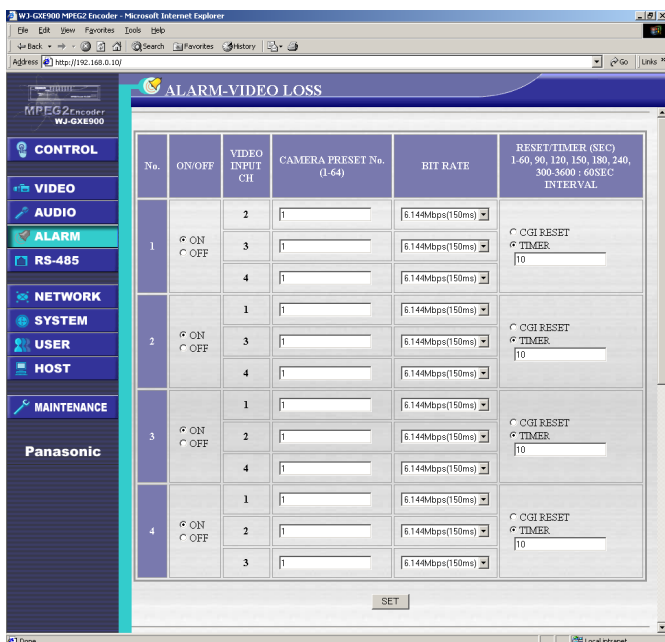 WJ-GXE900 MPEG2 Encoder - Microsoft Internet Explorer
File Edit View Favorites Tools Help
Back Search Favorites History
Address http://192.168.0.10/ Go Links »
MPEG2Encoder
WJ-GXE900
CONTROL
VIDEO
AUDIO
ALARM
RS-485
NETWORK
SYSTEM
USER
HOST
MAINTENANCE
Panasonic
ALARM-VIDEO LOSS
No. ON/OFF VIDEO INPUT CH CAMERA PRESET No. (1-64) BIT RATE RESET/TIMER (SEC) 1-60, 90, 120, 150, 180, 240, 300-3600 : 60SEC INTERVAL
1 ON OFF
2 1 6.144Mbps(150ms)
3 1 6.144Mbps(150ms)
4 1 6.144Mbps(150ms)
CGI RESET
TIMER
10
2 ON OFF
1 1 6.144Mbps(150ms)
3 1 6.144Mbps(150ms)
4 1 6.144Mbps(150ms)
CGI RESET
TIMER
10
3 ON OFF
1 1 6.144Mbps(150ms)
2 1 6.144Mbps(150ms)
4 1 6.144Mbps(150ms)
CGI RESET
TIMER
10
4 ON OFF
1 1 6.144Mbps(150ms)
2 1 6.144Mbps(150ms)
3 1 6.144Mbps(150ms)
CGI RESET
TIMER
10
SET
Done Local intranet